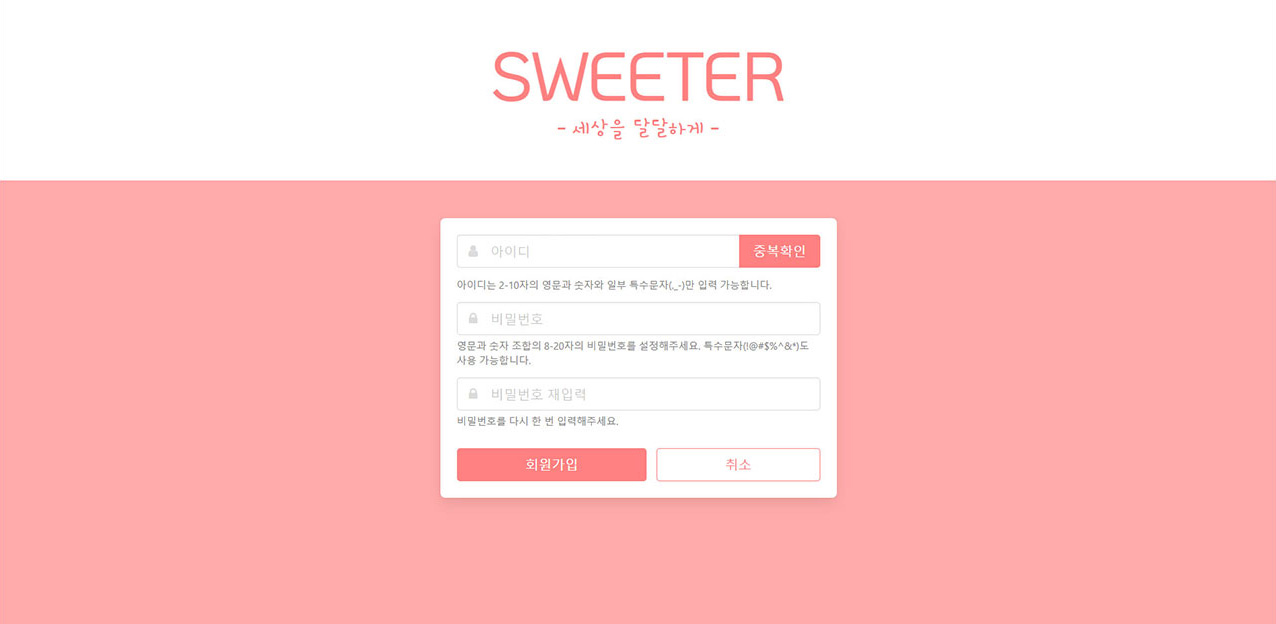 SWEETER
- 세상을 달달하게 -
아이디
중복확인
아이디는 2-10자의 영문과 숫자와 일부 특수문자(._-)만 입력 가능합니다.
비밀번호
영문과 숫자 조합의 8-20자의 비밀번호를 설정해주세요. 특수문자(!@#$%^&*)도
사용 가능합니다.
비밀번호 재입력
비밀번호를 다시 한 번 입력해주세요.
회원가입
취소